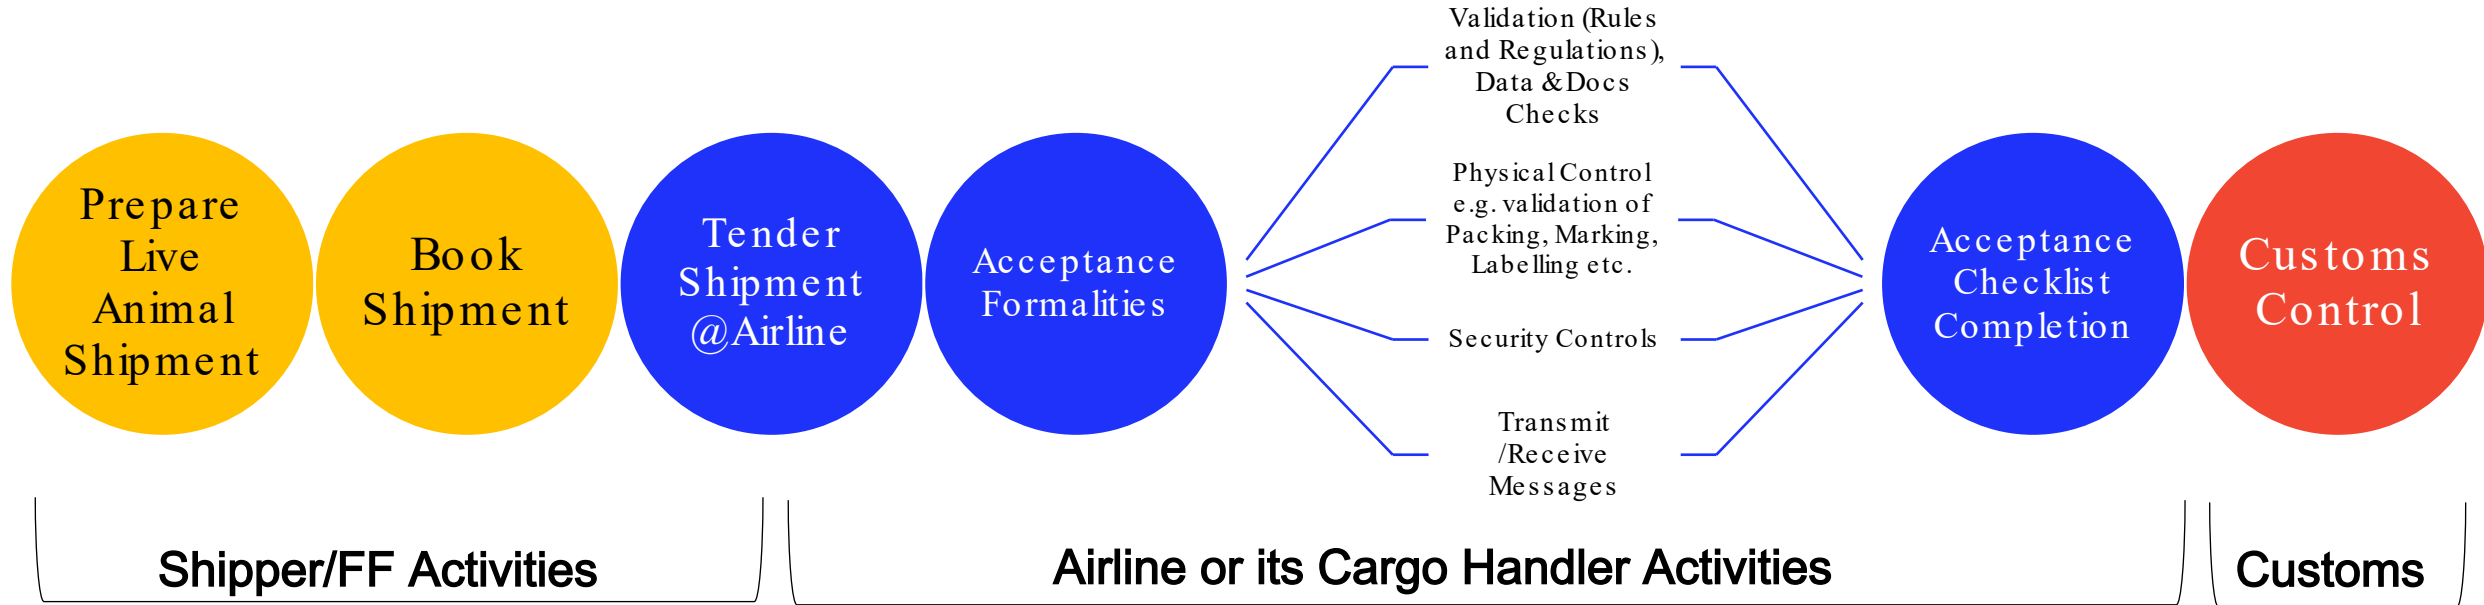 Prepare
Live
Animal
Shipment
Book
Shipment
Tender
Shipment
@Airline
Acceptance
Formalities
Validation (Rules
and Regulations),
Data &Docs
Checks
Physical Control
e.g. validation of
Packing, Marking,
Labelling etc.
Security Controls
Transmit
/Receive
Messages
Acceptance
Checklist
Completion
Customs
Control
Shipper/FF Activities
Airline or its Cargo Handler Activities
Customs